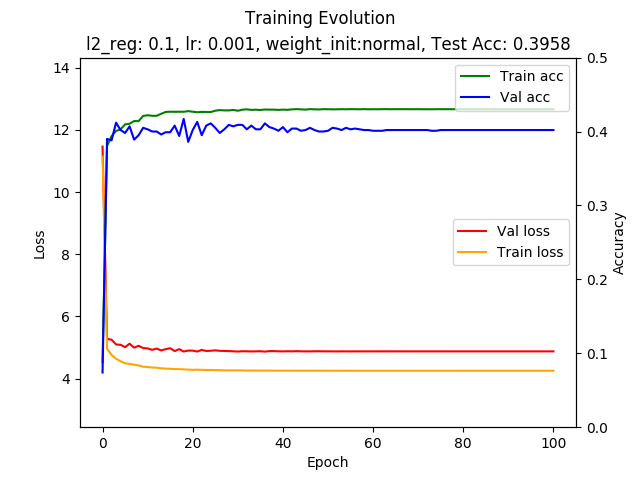 Training Evolution
l2_reg: 0.1, lr: 0.001, weight_init:normal, Test Acc: 0.3958
Train acc
Val acc
Val loss
Train loss
14
12
10
8
6
4
Loss
0.5
0.4
0.3
0.2
0.1
0.0
Accuracy
0 20 40 60 80 100
Epoch